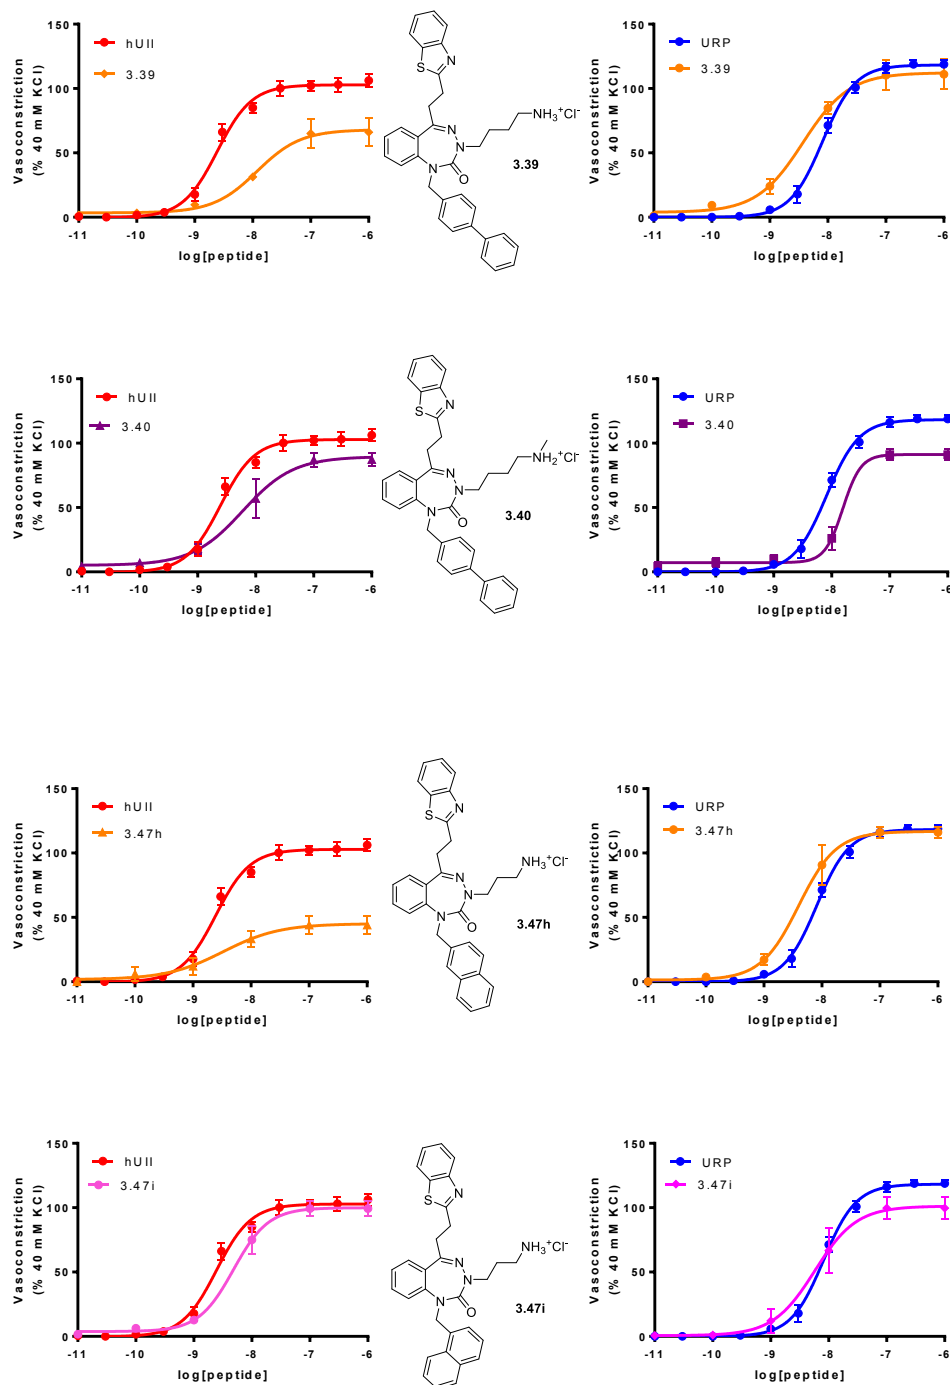 150
100
50
0
Vasoconstriction
(% 40 mM KCl)
hUII
3.39
-11 -10 -9 -8 -7 -6
log[peptide]
N
S
NH3+Cl-
N
N
N
O
3.39
150
100
50
0
Vasoconstriction
(% 40 mM KCl)
URP
3.39
-11 -10 -9 -8 -7 -6
log[peptide]
150
100
50
0
Vasoconstriction
(% 40 mM KCl)
hUII
3.40
-11 -10 -9 -8 -7 -6
log[peptide]
N
S
NH2+Cl-
N
N
N
O
3.40
150
100
50
0
Vasoconstriction
(% 40 mM KCl)
URP
3.40
-11 -10 -9 -8 -7 -6
log[peptide]
150
100
50
0
Vasoconstriction
(% 40 mM KCl)
hUII
3.47h
-11 -10 -9 -8 -7 -6
log[peptide]
N
S
NH3+Cl-
N
N
N
O
3.47h
150
100
50
0
Vasoconstriction
(% 40 mM KCl)
URP
3.47h
-11 -10 -9 -8 -7 -6
log[peptide]
150
100
50
0
Vasoconstriction
(% 40 mM KCl)
hUII
3.47i
-11 -10 -9 -8 -7 -6
log[peptide]
N
S
NH3+Cl-
N
N
N
O
3.47i
150
100
50
0
Vasoconstriction
(% 40 mM KCl)
URP
3.47i
-11 -10 -9 -8 -7 -6
log[peptide]